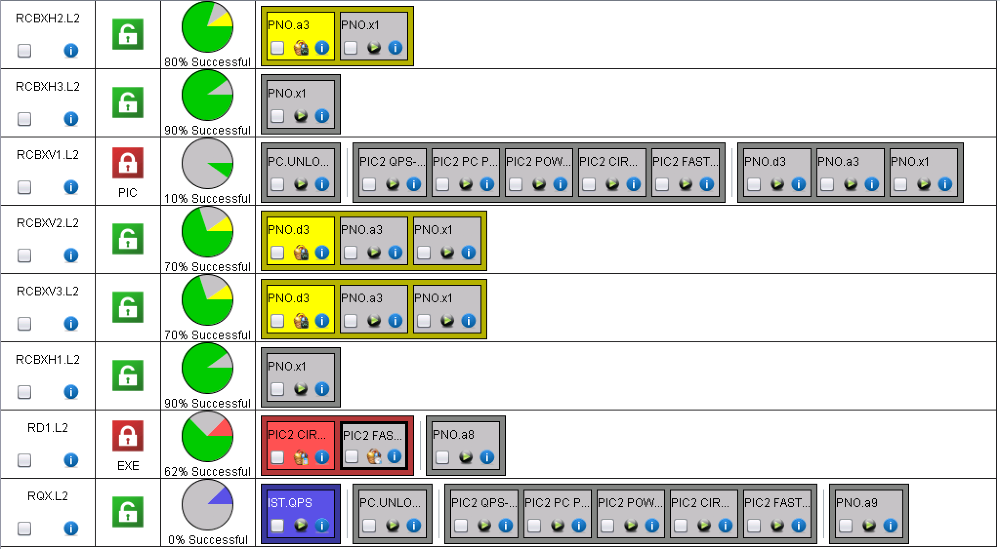 RCBXH2.L2
80% Successful
PNO.a3 PNO.x1
RCBXH3.L2
90% Successful
PNO.x1
RCBXV1.L2
PIC
10% Successful
PC.UNLO... PIC2 QPS-... PIC2 PC P... PIC2 POW... PIC2 CIR... PIC2 FAST... PNO.d3 PNO.a3 PNO.x1
RCBXV2.L2
70% Successful
PNO.d3 PNO.a3 PNO.x1
RCBXV3.L2
70% Successful
PNO.d3 PNO.a3 PNO.x1
RCBXH1.L2
90% Successful
PNO.x1
RD1.L2
EXE
62% Successful
PIC2 CIR... PIC2 FAS... PNO.a8
RQX.L2
0% Successful
IST.QPS PC.UNLO... PIC2 QPS-... PIC2 PC P... PIC2 POW... PIC2 CIR... PIC2 FAST... PNO.a9